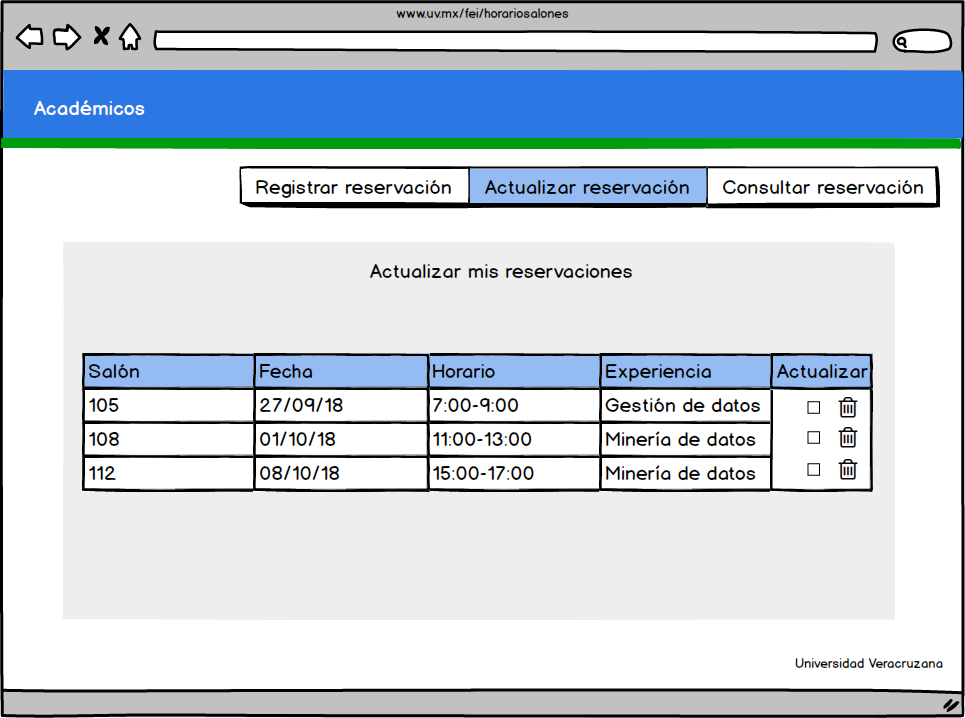 www.uv.mx/fei/horariosalones
Académicos
Registrar reservación Actualizar reservación Consultar reservación
Actualizar mis reservaciones
Salón Fecha Horario Experiencia Actualizar
105 27/09/18 7:00-9:00 Gestión de datos
108 01/10/18 11:00-13:00 Minería de datos
112 08/10/18 15:00-17:00 Minería de datos
Universidad Veracruzana